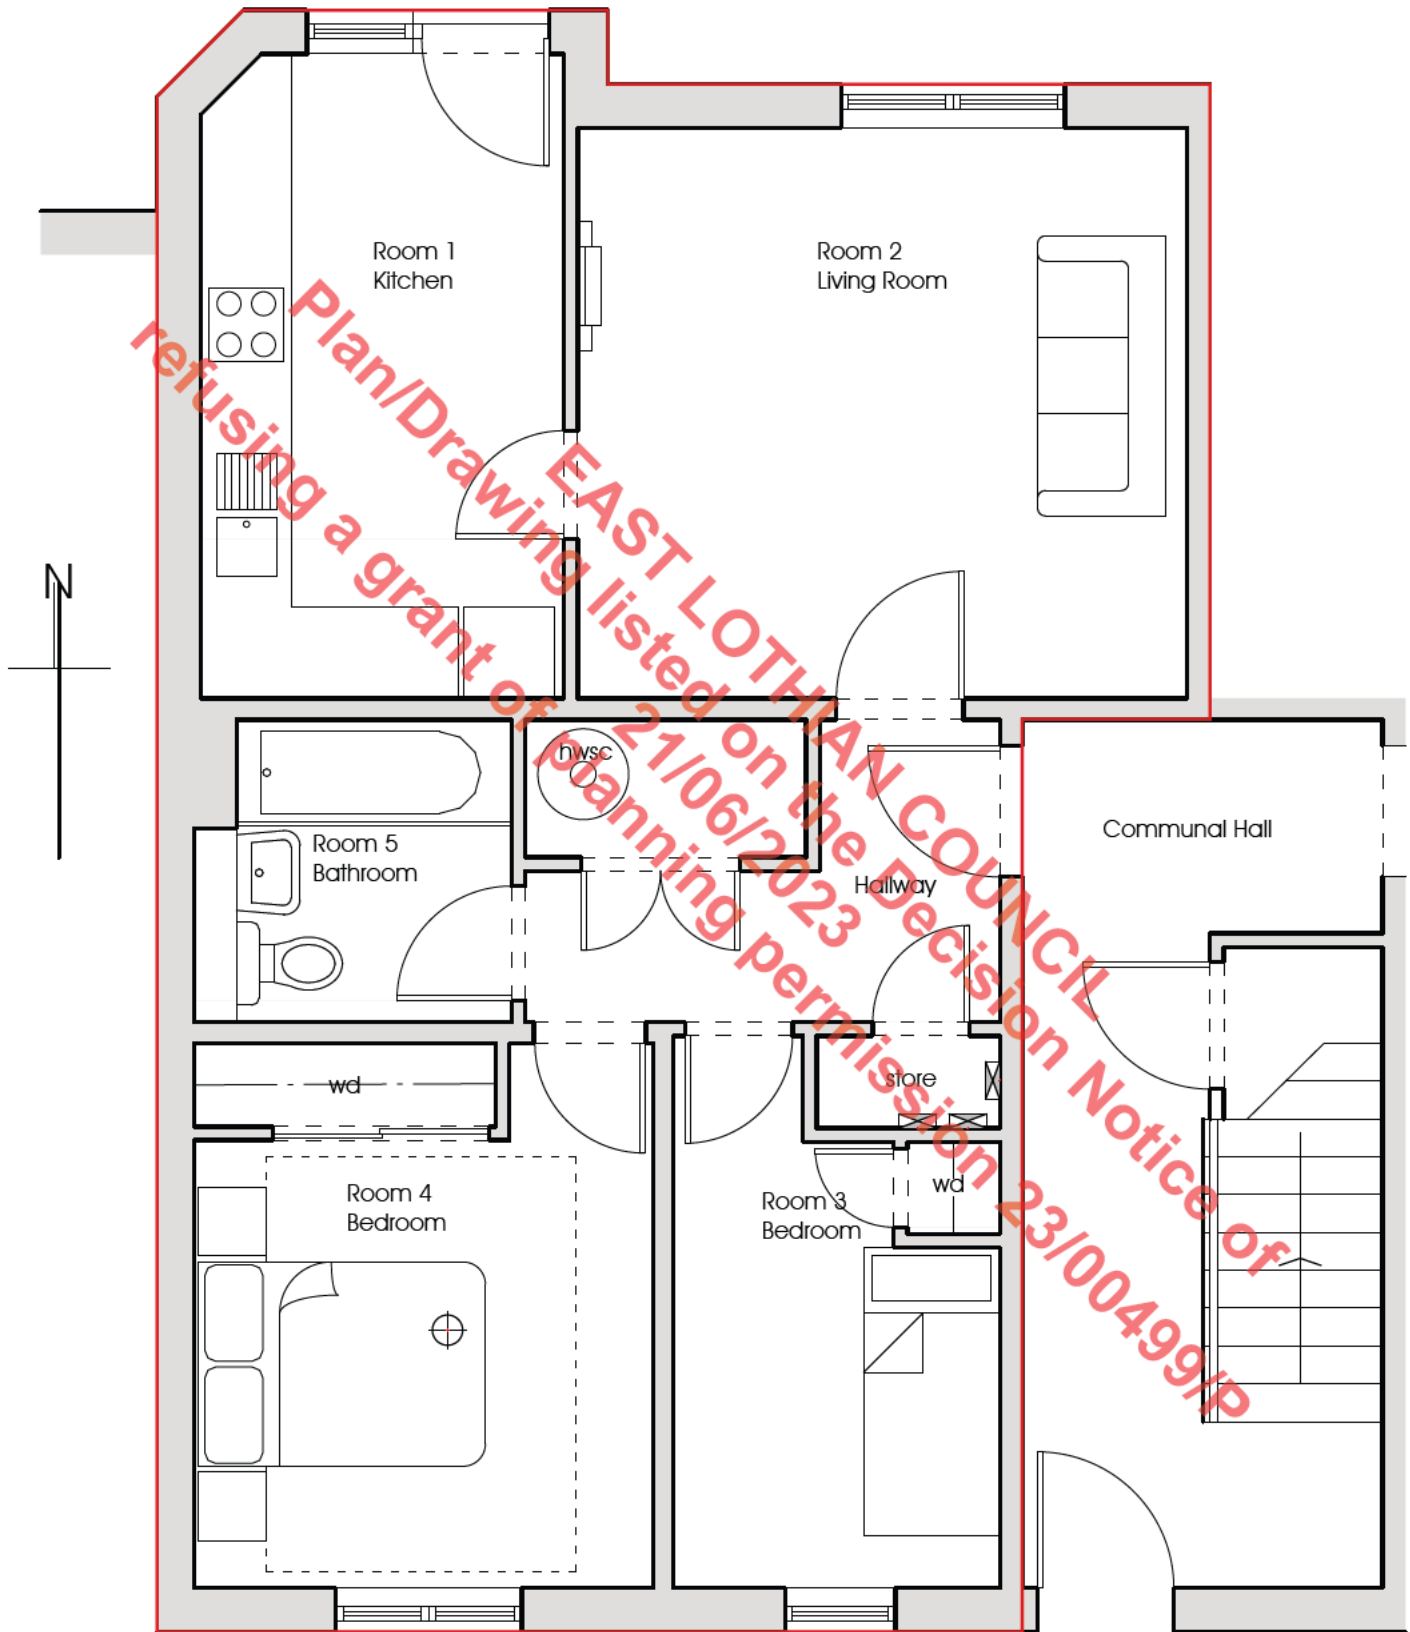 Room 1
Kitchen
Room 2
Living Room
N
hwsc
Room 5
Bathroom
Hallway
Communal Hall
wd
store
Room 4
Bedroom
Room 3
Bedroom
wd
EAST LOTHIAN COUNCIL
Plan/Drawing listed on the Decision Notice of
21/06/2023
refusing a grant of planning permission 23/00499/P